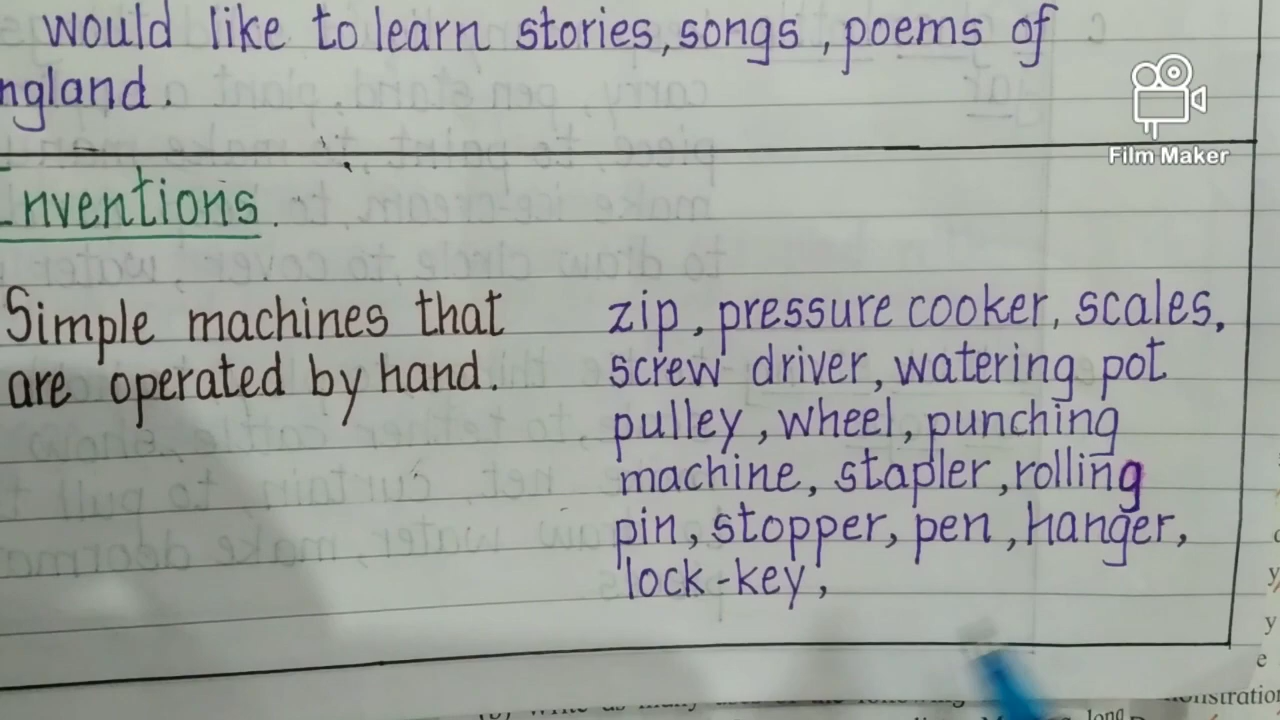 would like to learn stories, songs, poems of
ngland.
Film Maker
Inventions.
Simple machines that
are operated by hand.
zip, pressure cooker, scales,
screw driver, watering pot
pulley, wheel, punching
machine, stapler, rolling
pin, stopper, pen, hanger,
lock-key,